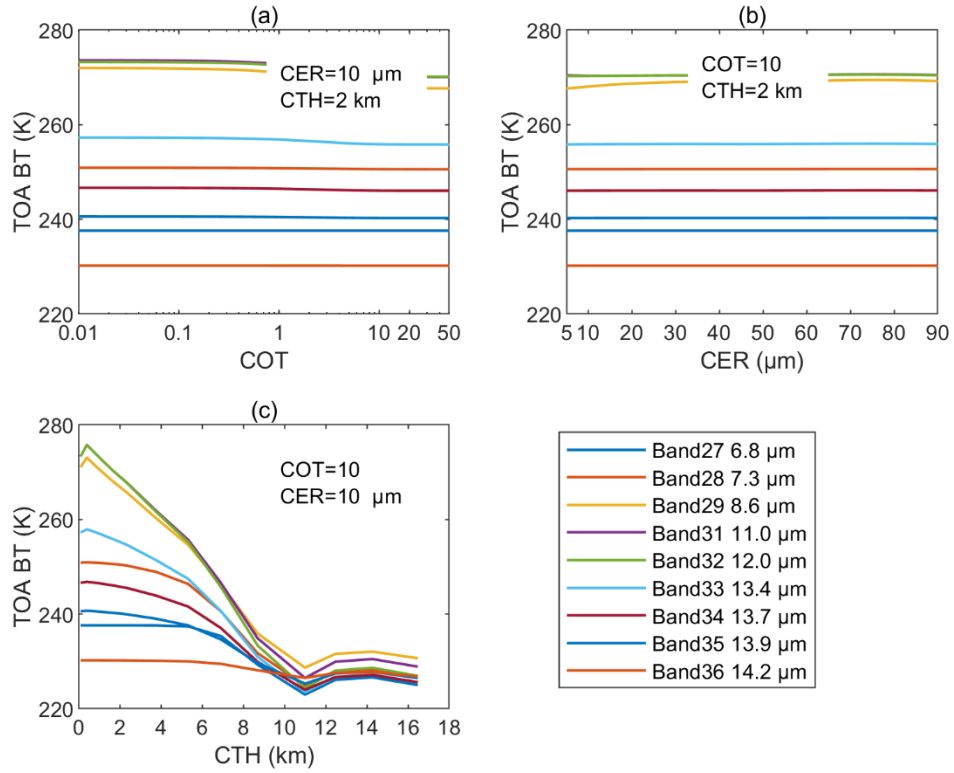 (a)
280
260
240
220
TOA BT (K)
CER=10 µm
CTH=2 km
0.01 0.1 1 10 20 50
COT
(b)
280
260
240
220
TOA BT (K)
COT=10
CTH=2 km
5 10 20 30 40 50 60 70 80 90
CER (µm)
(c)
280
260
240
220
TOA BT (K)
COT=10
CER=10 µm
0 2 4 6 8 10 12 14 16 18
CTH (km)
Band27 6.8 µm
Band28 7.3 µm
Band29 8.6 µm
Band31 11.0 µm
Band32 12.0 µm
Band33 13.4 µm
Band34 13.7 µm
Band35 13.9 µm
Band36 14.2 µm